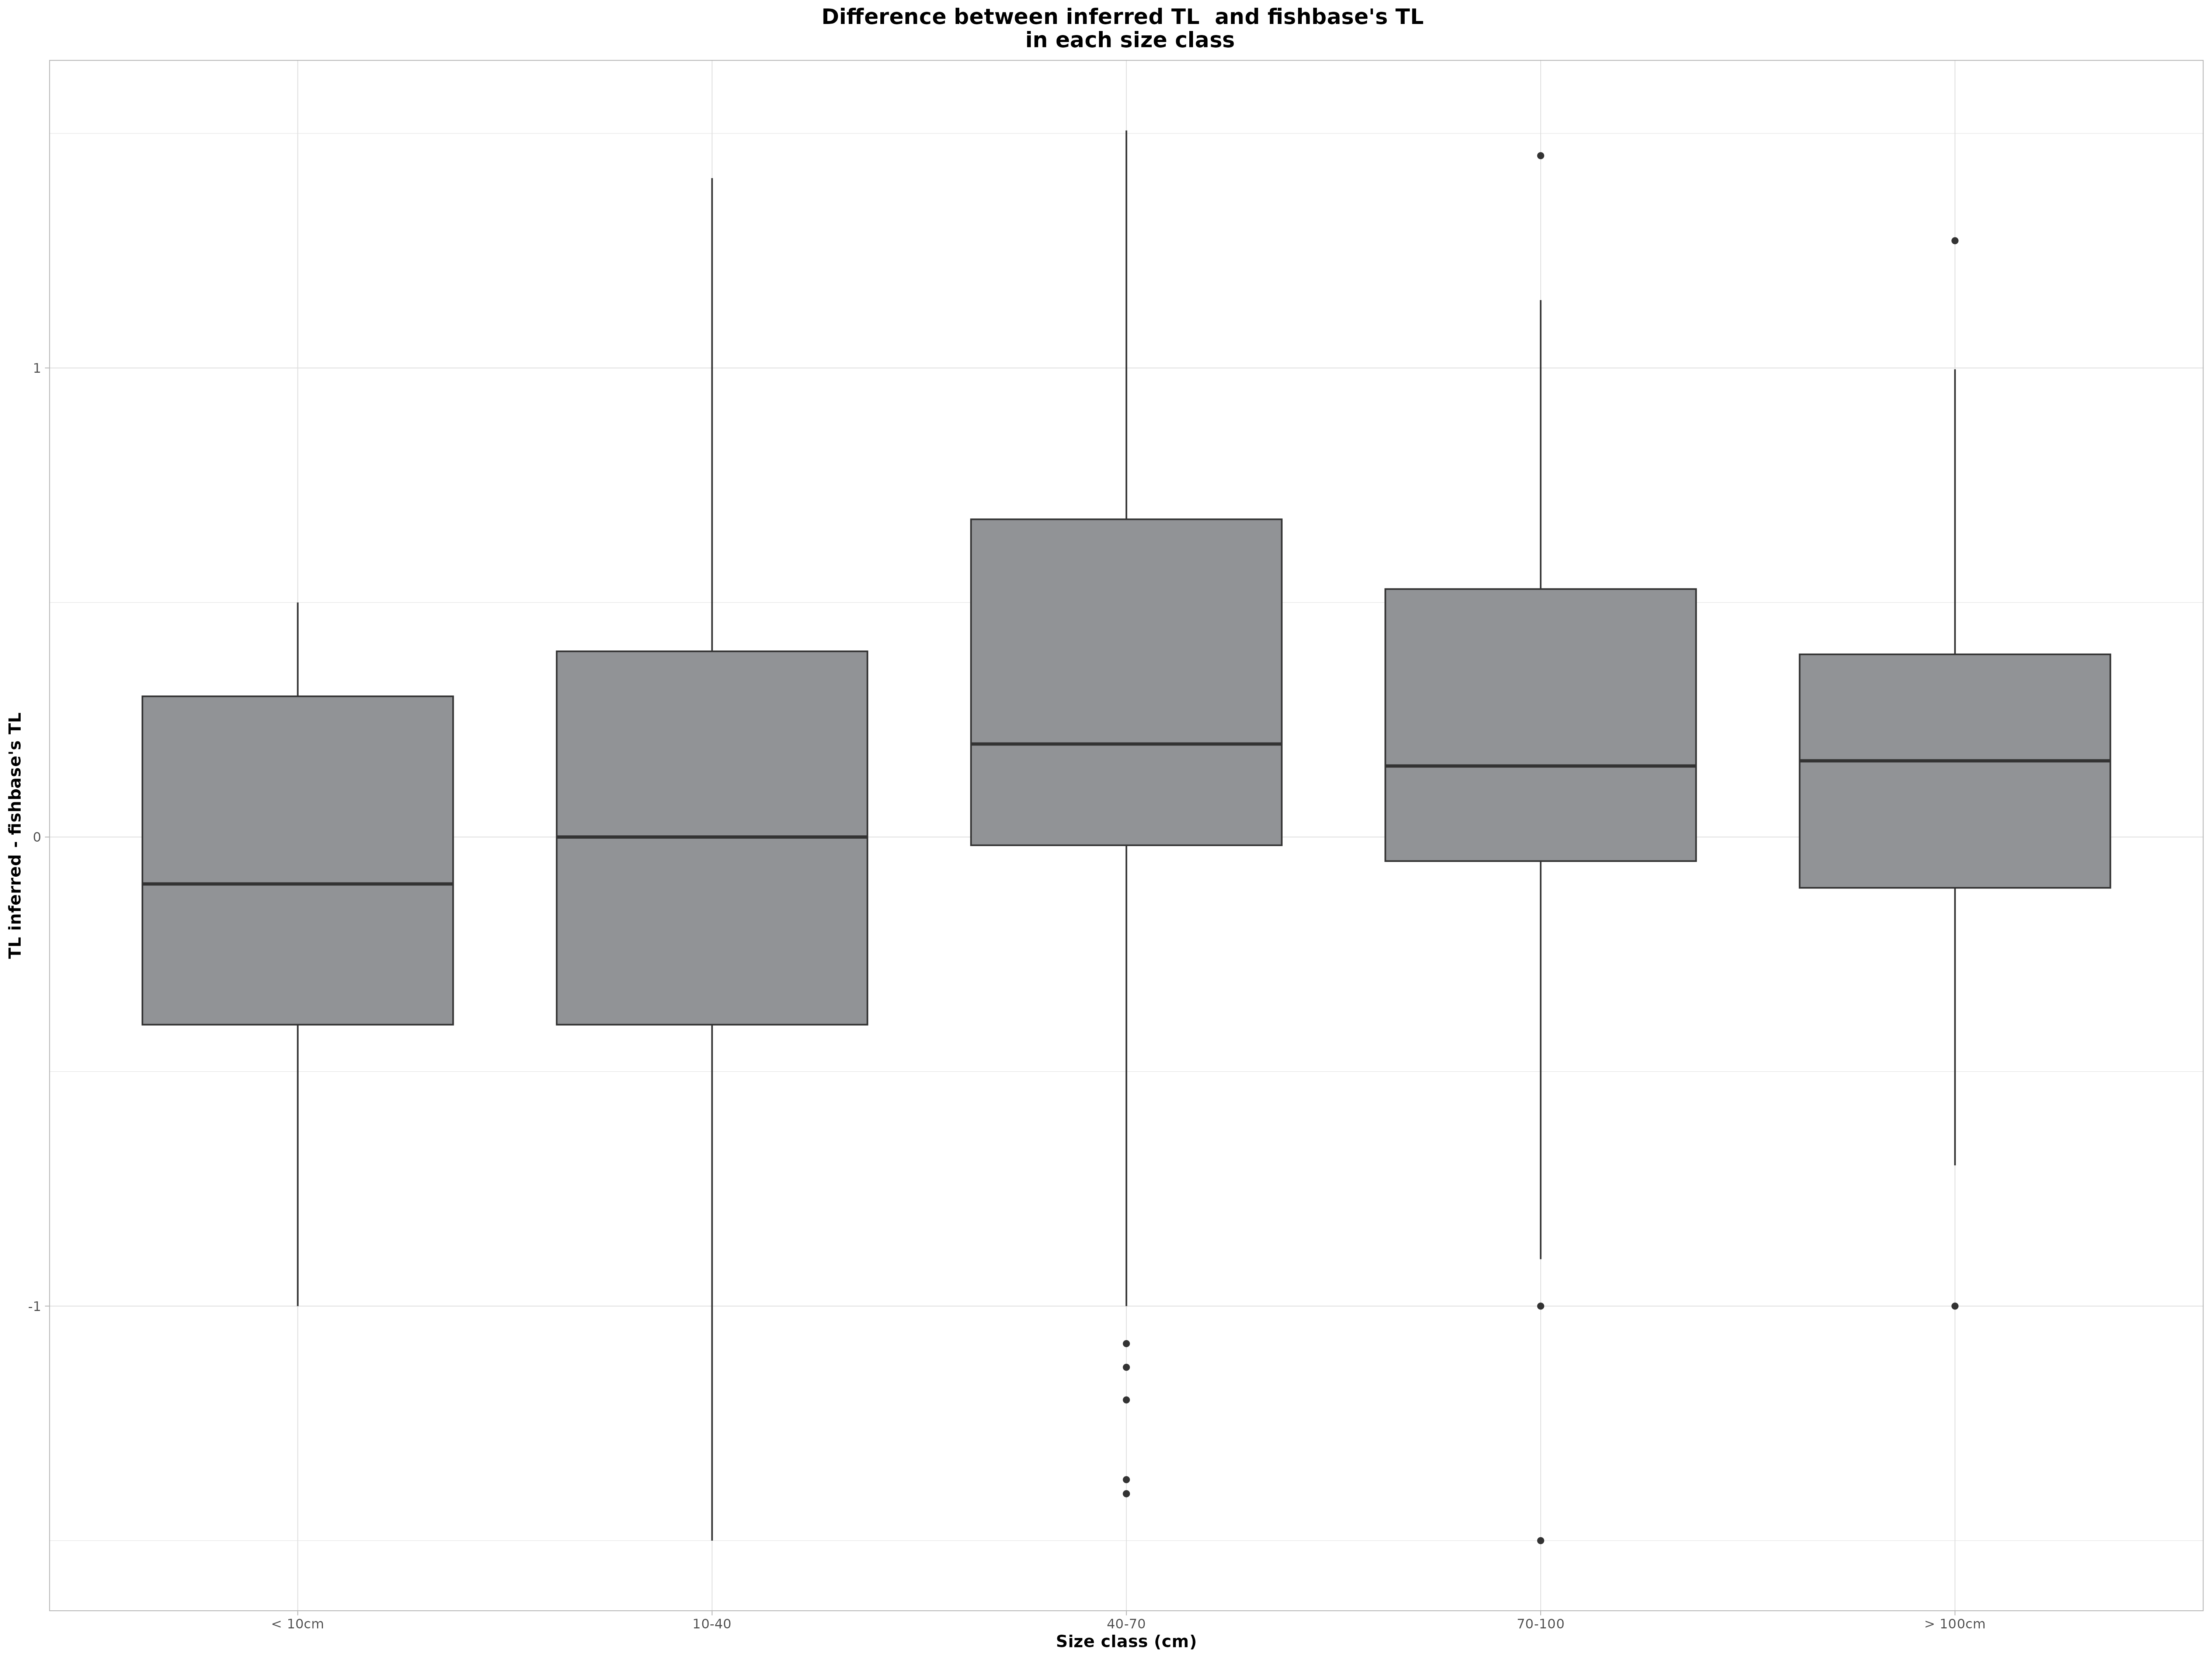 Difference between inferred TL  and fishbase's TL
in each size class
TL inferred - fishbase's TL
1
0
-1
< 10cm
10-40
40-70
70-100
> 100cm
Size class (cm)